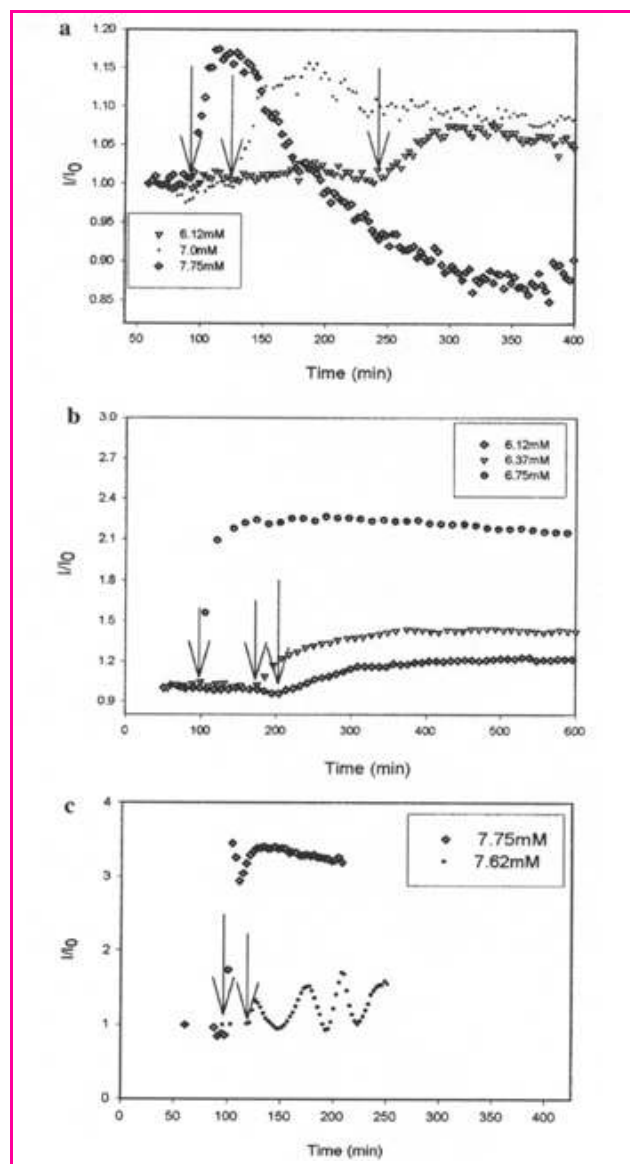 a
1.20
1.15
1.10
1.05
1.00
0.95
0.90
0.85
I/I0
6.12mM
7.0mM
7.75mM
50 100 150 200 250 300 350 400
Time (min)
b
3.0
2.7
2.4
2.1
1.8
1.5
1.2
0.9
I/I0
6.12mM
6.37mM
6.75mM
0 100 200 300 400 500 600
Time (min)
c
4
3
2
1
0
I/I0
7.75mM
7.62mM
0 50 100 150 200 250 300 350 400
Time (min)